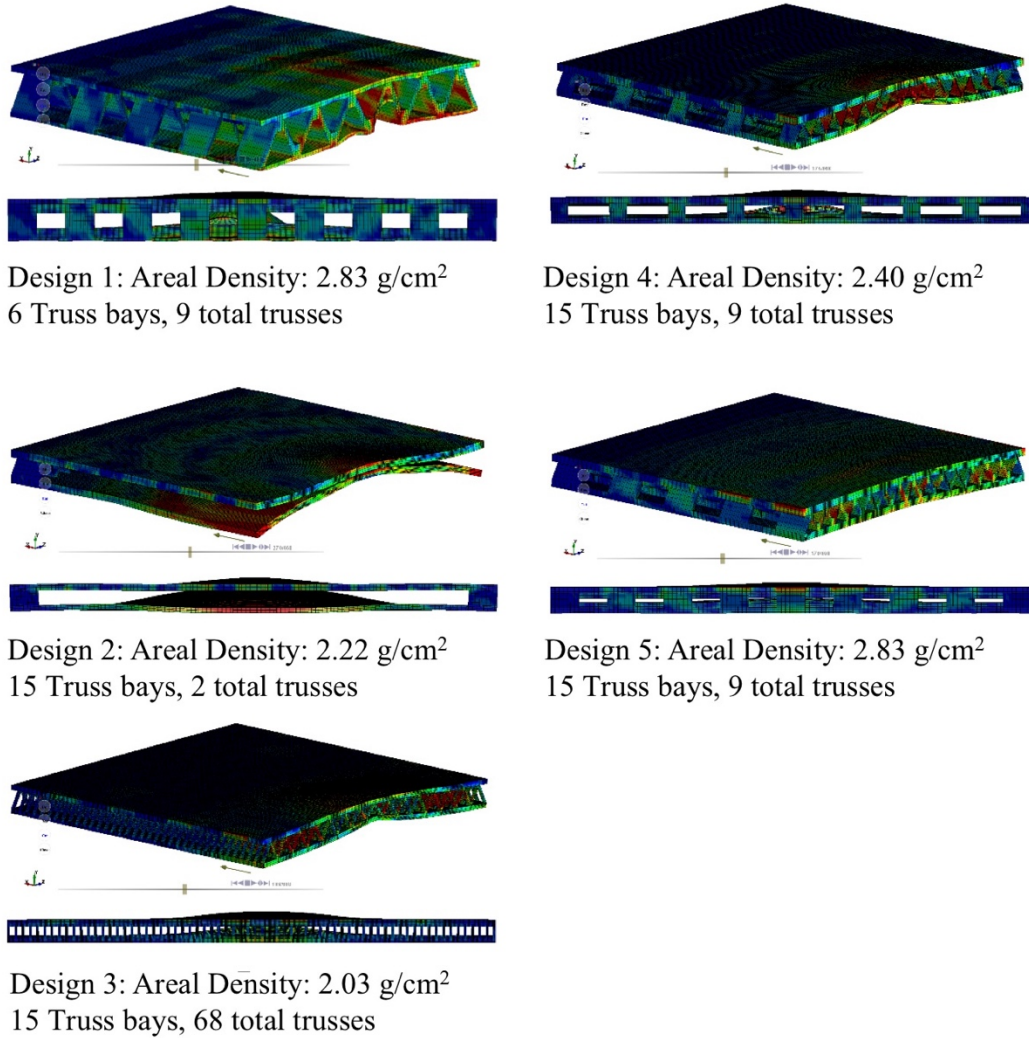 Design 1: Areal Density: 2.83 g/cm²
6 Truss bays, 9 total trusses
Design 4: Areal Density: 2.40 g/cm²
15 Truss bays, 9 total trusses
Design 2: Areal Density: 2.22 g/cm²
15 Truss bays, 2 total trusses
Design 5: Areal Density: 2.83 g/cm²
15 Truss bays, 9 total trusses
Design 3: Areal Density: 2.03 g/cm²
15 Truss bays, 68 total trusses